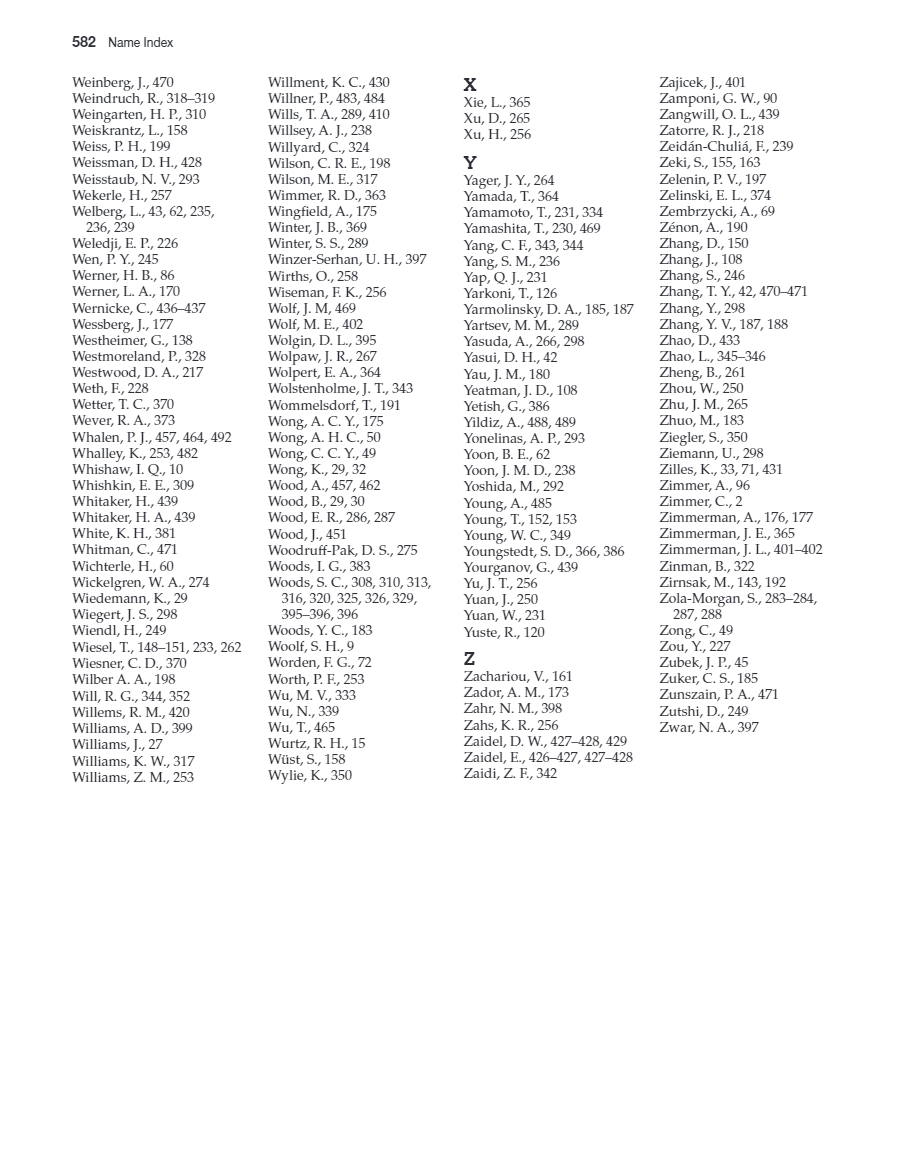 582 Name Index
Weinberg, J., 470
Weindruch, R., 318–319
Weingarten, H. P., 310
Weiskrantz, L., 158
Weiss, P. H., 199
Weissman, D. H., 428
Weisstaub, N. V., 293
Wekerle, H., 257
Welberg, L., 43, 62, 235,
236, 239
Weledji, E. P., 226
Wen, P. Y., 245
Werner, H. B., 86
Werner, L. A., 170
Wernicke, C., 436–437
Wessberg, J., 177
Westheimer, G., 138
Westmoreland, P., 328
Westwood, D. A., 217
Weth, F., 228
Wetter, T. C., 370
Wever, R. A., 373
Whalen, P. J., 457, 464, 492
Whalley, K., 253, 482
Whishaw, I. Q., 10
Whishkin, E. E., 309
Whitaker, H., 439
Whitaker, H. A., 439
White, K. H., 381
Whitman, C., 471
Wichterle, H., 60
Wickelgren, W. A., 274
Wiedemann, K., 29
Wiegert, J. S., 298
Wiendl, H., 249
Wiesel, T., 148–151, 233, 262
Wiesner, C. D., 370
Wilber A. A., 198
Will, R. G., 344, 352
Willems, R. M., 420
Williams, A. D., 399
Williams, J., 27
Williams, K. W., 317
Williams, Z. M., 253
Willment, K. C., 430
Willner, P., 483, 484
Wills, T. A., 289, 410
Willsey, A. J., 238
Willyard, C., 324
Wilson, C. R. E., 198
Wilson, M. E., 317
Wimmer, R. D., 363
Wingfield, A., 175
Winter, J. B., 369
Winter, S. S., 289
Winzer-Serhan, U. H., 397
Wirths, O., 258
Wiseman, F. K., 256
Wolf, J. M, 469
Wolf, M. E., 402
Wolgin, D. L., 395
Wolpaw, J. R., 267
Wolpert, E. A., 364
Wolstenholme, J. T., 343
Wommelsdorf, T., 191
Wong, A. C. Y., 175
Wong, A. H. C., 50
Wong, C. C. Y., 49
Wong, K., 29, 32
Wood, A., 457, 462
Wood, B., 29, 30
Wood, E. R., 286, 287
Wood, J., 451
Woodruff-Pak, D. S., 275
Woods, I. G., 383
Woods, S. C., 308, 310, 313,
316, 320, 325, 326, 329,
395–396, 396
Woods, Y. C., 183
Woolf, S. H., 9
Worden, F. G., 72
Worth, P. F., 253
Wu, M. V., 333
Wu, N., 339
Wu, T., 465
Wurtz, R. H., 15
Wüst, S., 158
Wylie, K., 350
X
Xie, L., 365
Xu, D., 265
Xu, H., 256
Y
Yager, J. Y., 264
Yamada, T., 364
Yamamoto, T., 231, 334
Yamashita, T., 230, 469
Yang, C. F., 343, 344
Yang, S. M., 236
Yap, Q. J., 231
Yarkoni, T., 126
Yarmolinsky, D. A., 185, 187
Yartsev, M. M., 289
Yasuda, A., 266, 298
Yasui, D. H., 42
Yau, J. M., 180
Yeatman, J. D., 108
Yetish, G., 386
Yildiz, A., 488, 489
Yonelinas, A. P., 293
Yoon, B. E., 62
Yoon, J. M. D., 238
Yoshida, M., 292
Young, A., 485
Young, T., 152, 153
Young, W. C., 349
Youngstedt, S. D., 366, 386
Yourganov, G., 439
Yu, J. T., 256
Yuan, J., 250
Yuan, W., 231
Yuste, R., 120
Z
Zachariou, V., 161
Zador, A. M., 173
Zahr, N. M., 398
Zahs, K. R., 256
Zaidel, D. W., 427–428, 429
Zaidel, E., 426–427, 427–428
Zaidi, Z. F., 342
Zajicek, J., 401
Zamponi, G. W., 90
Zangwill, O. L., 439
Zatorre, R. J., 218
Zeidán-Chuliá, F., 239
Zeki, S., 155, 163
Zelenin, P. V., 197
Zelinski, E. L., 374
Zembrzycki, A., 69
Zénon, A., 190
Zhang, D., 150
Zhang, J., 108
Zhang, S., 246
Zhang, T. Y., 42, 470–471
Zhang, Y., 298
Zhang, Y. V., 187, 188
Zhao, D., 433
Zhao, L., 345–346
Zheng, B., 261
Zhou, W., 250
Zhu, J. M., 265
Zhuo, M., 183
Ziegler, S., 350
Ziemann, U., 298
Zilles, K., 33, 71, 431
Zimmer, A., 96
Zimmer, C., 2
Zimmerman, A., 176, 177
Zimmerman, J. E., 365
Zimmerman, J. L., 401–402
Zinman, B., 322
Zirnsak, M., 143, 192
Zola-Morgan, S., 283–284,
287, 288
Zong, C., 49
Zou, Y., 227
Zubek, J. P., 45
Zuker, C. S., 185
Zunszain, P. A., 471
Zutshi, D., 249
Zwar, N. A., 397